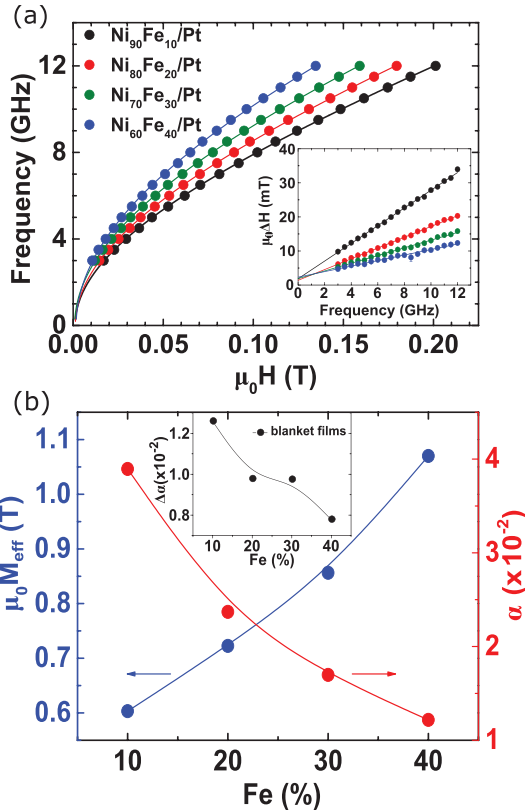 (a)
Ni90Fe10/Pt
Ni80Fe20/Pt
Ni70Fe30/Pt
Ni60Fe40/Pt
Frequency (GHz)
12
9
6
3
0
0.00 0.05 0.10 0.15 0.20
μ0H (T)
μ0ΔH (mT)
40
30
20
10
0
0 2 4 6 8 10 12
Frequency (GHz)
(b)
μ0Meff (T)
1.1
1.0
0.9
0.8
0.7
0.6
Δα(x10-2)
1.2
1.0
0.8
blanket films
10 20 30 40
Fe (%)
4
3
2
1
α (x10-2)
10 20 30 40
Fe (%)